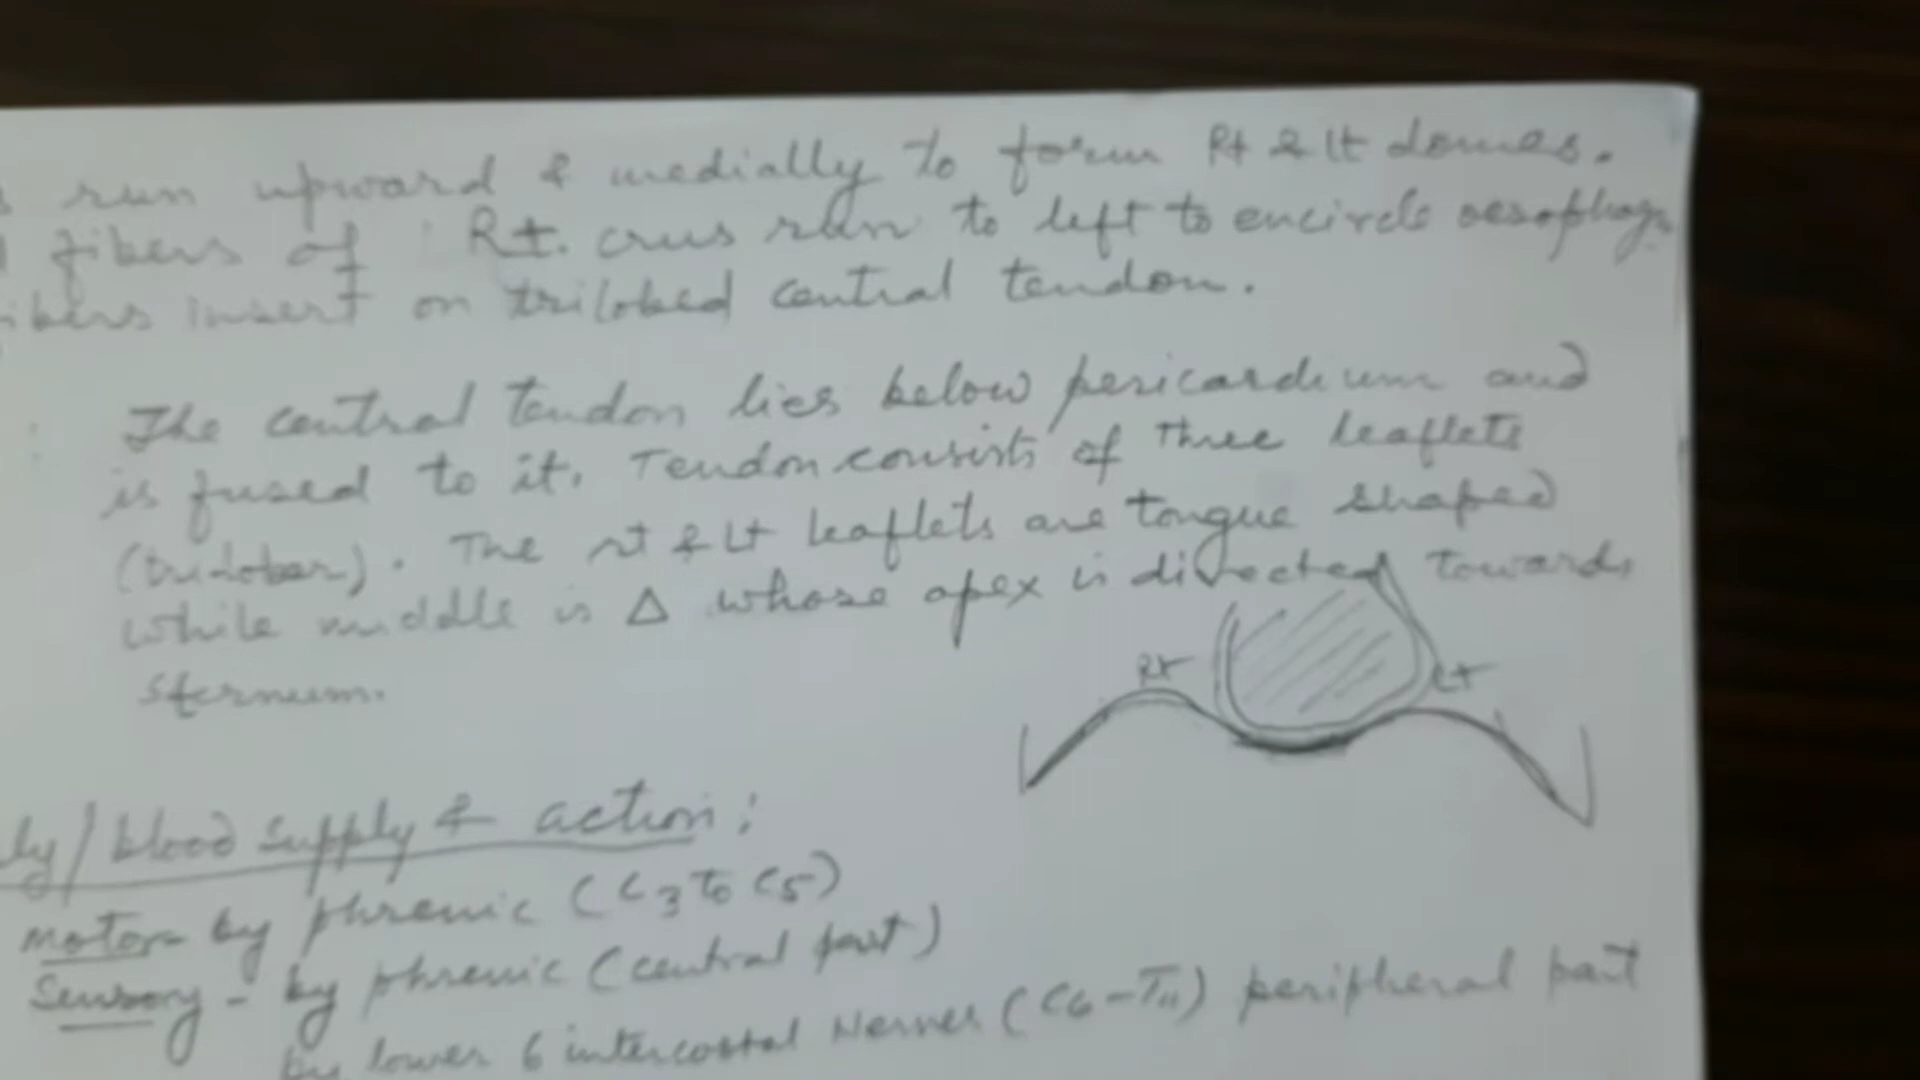 run upward & medially to form Rt & lt domes.
fibers of Rt. crus run to left to encircle oesophag
ibers insert on trilobed central tendon.
The central tendon lies below pericardium and
is fused to it. Tendon consists of Three leaflets
(trilobar). The rt & Lt leaflets are tongue shaped
while middle is Δ whose apex is directed towards
sternum.
Rt Lt
ly/blood supply & action:
Motor by phrenic (C3 to C5)
Sensory - by phrenic (central part)
by lower 6 intercostal Nerves (C6-T11) peripheral part